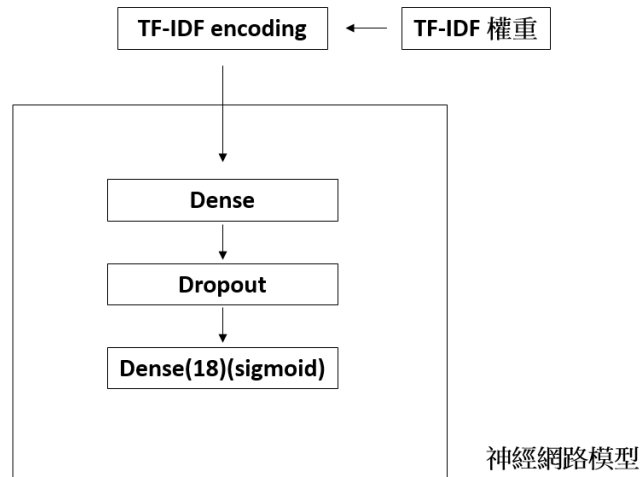 TF-IDF encoding
TF-IDF 權重
Dense
Dropout
Dense(18)(sigmoid)
神經網路模型